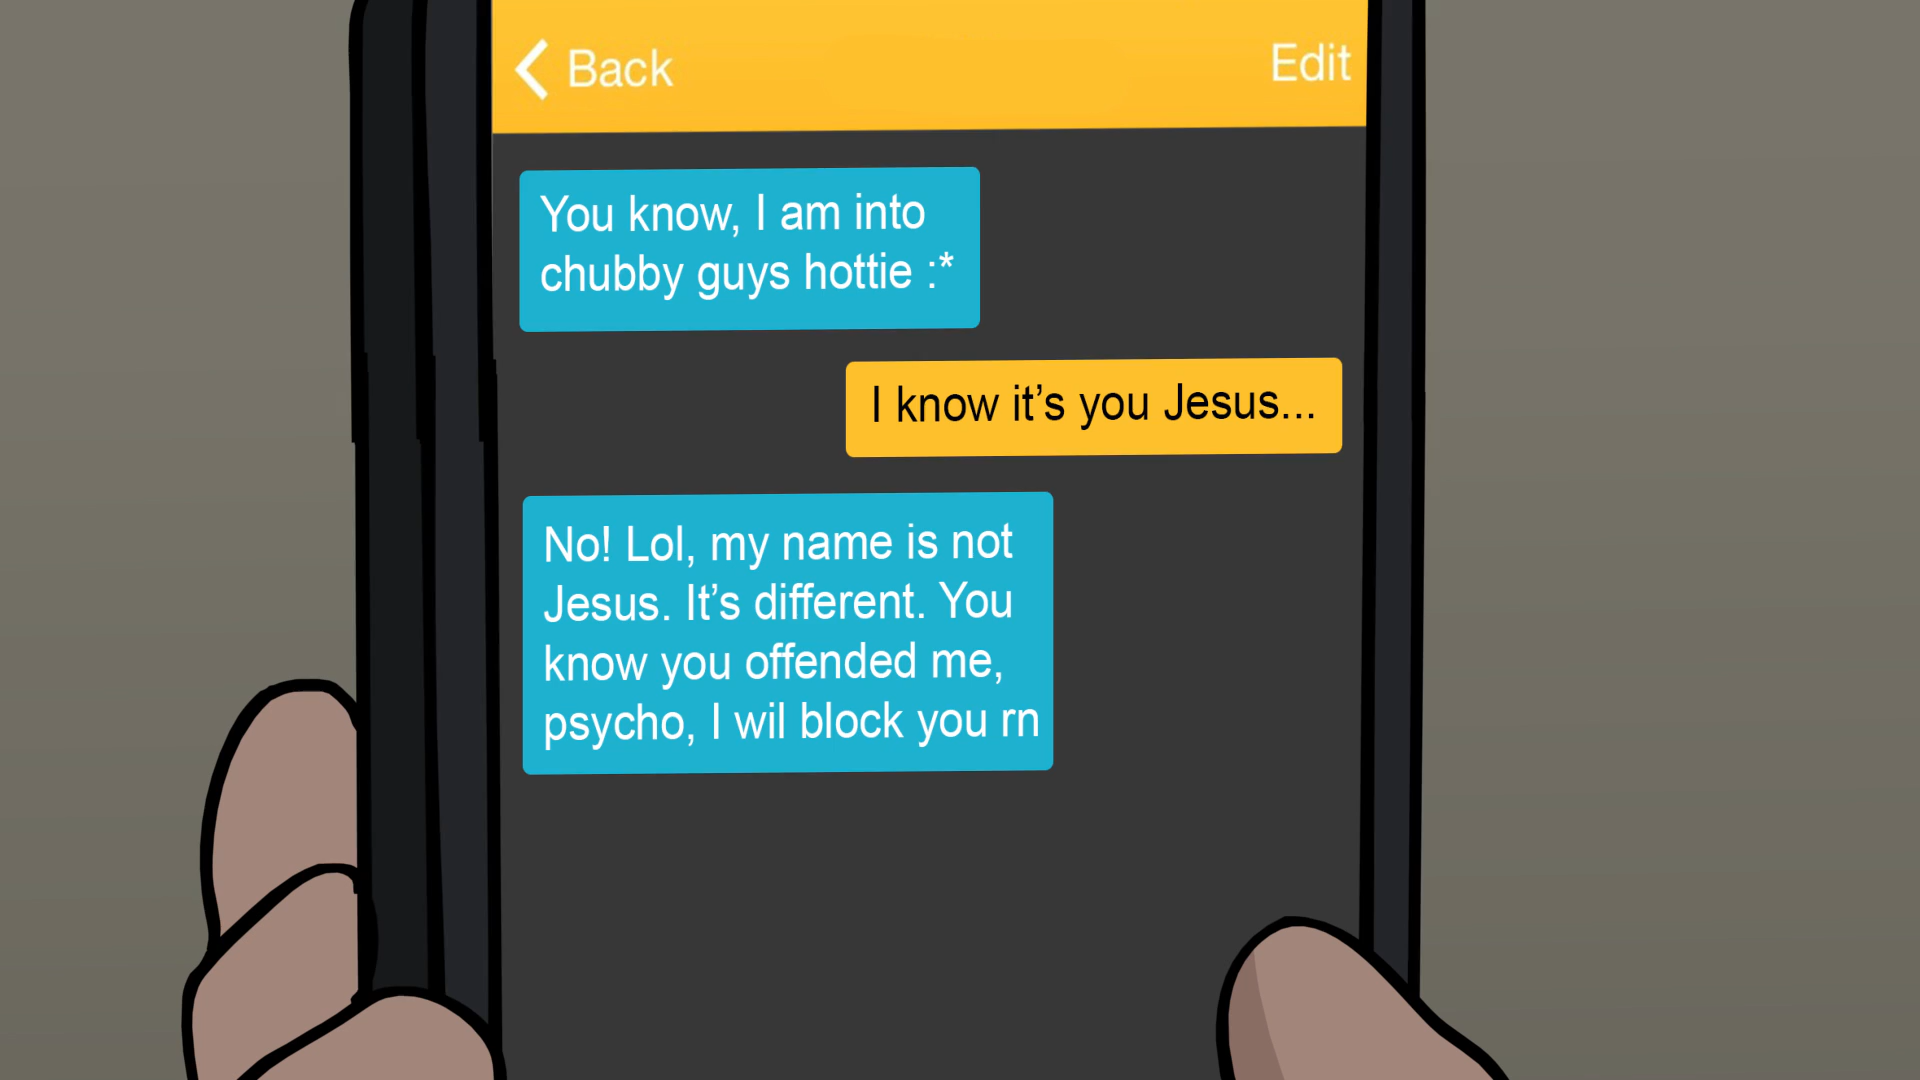 Back
Edit
You know, I am into
chubby guys hottie :*
I know it’s you Jesus...
No! Lol, my name is not
Jesus. It’s different. You
know you offended me,
psycho, I wil block you rn